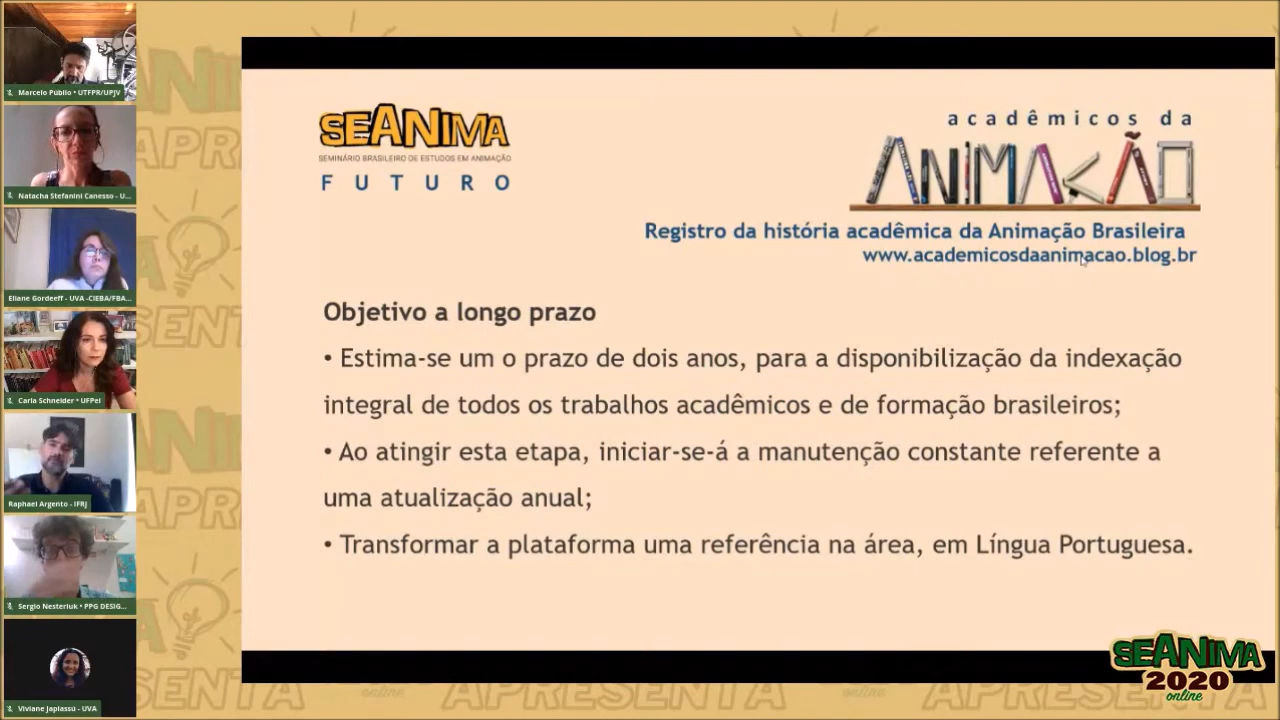 Marcelo Públio • UTFPR/UPJV
Natacha Stefanini Canesso - U...
Eliane Gordeeff - UVA -CIEBA/FBA...
Carla Schneider • UFPel
Raphael Argento - IFRJ
Sergio Nesteriuk • PPG DESIG...
Viviane Japiassú - UVA
SEANIMA
SEMINÁRIO BRASILEIRO DE ESTUDOS EM ANIMAÇÃO
FUTURO
acadêmicos da
ANIMAÇÃO
Registro da história acadêmica da Animação Brasileira
www.academicosdaanimacao.blog.br
Objetivo a longo prazo
• Estima-se um o prazo de dois anos, para a disponibilização da indexação
integral de todos os trabalhos acadêmicos e de formação brasileiros;
• Ao atingir esta etapa, iniciar-se-á a manutenção constante referente a
uma atualização anual;
• Transformar a plataforma uma referência na área, em Língua Portuguesa.
SEANIMA
2020
online
online
APRESENTA
online